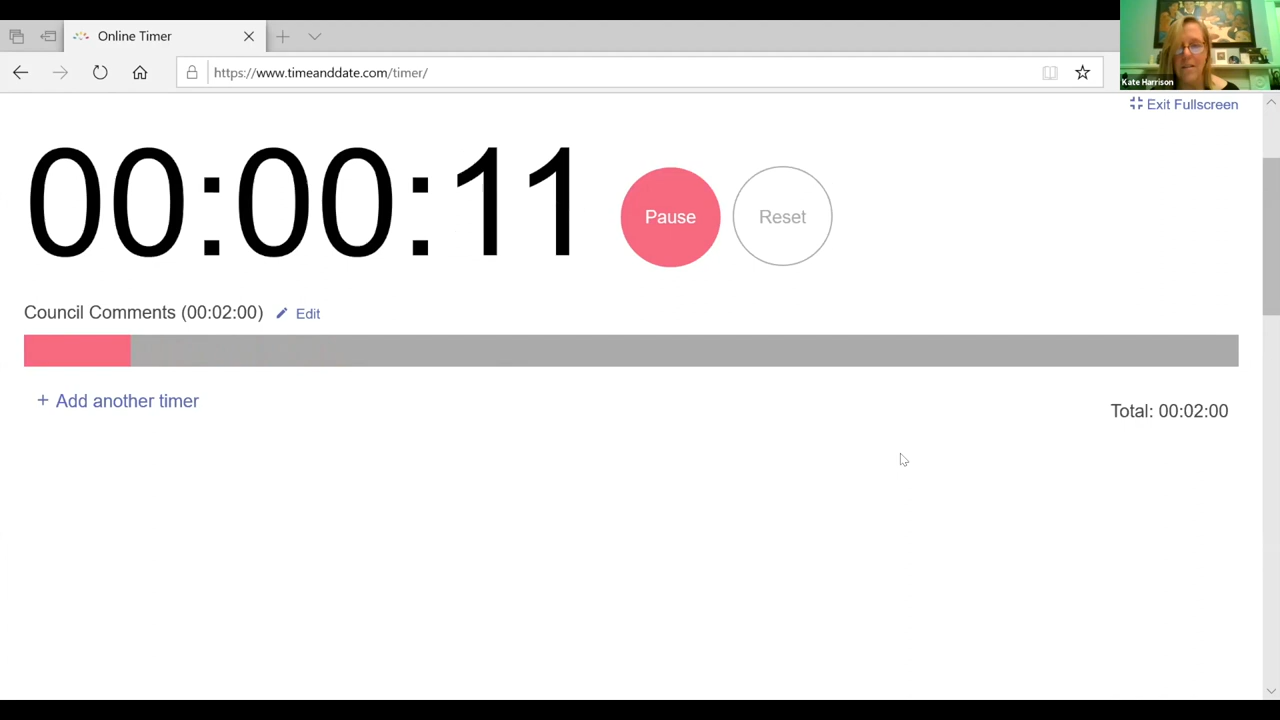 Online Timer
https://www.timeanddate.com/timer/
Kate Harrison
Exit Fullscreen
00:00:11
Pause
Reset
Council Comments (00:02:00)
Edit
+ Add another timer
Total: 00:02:00